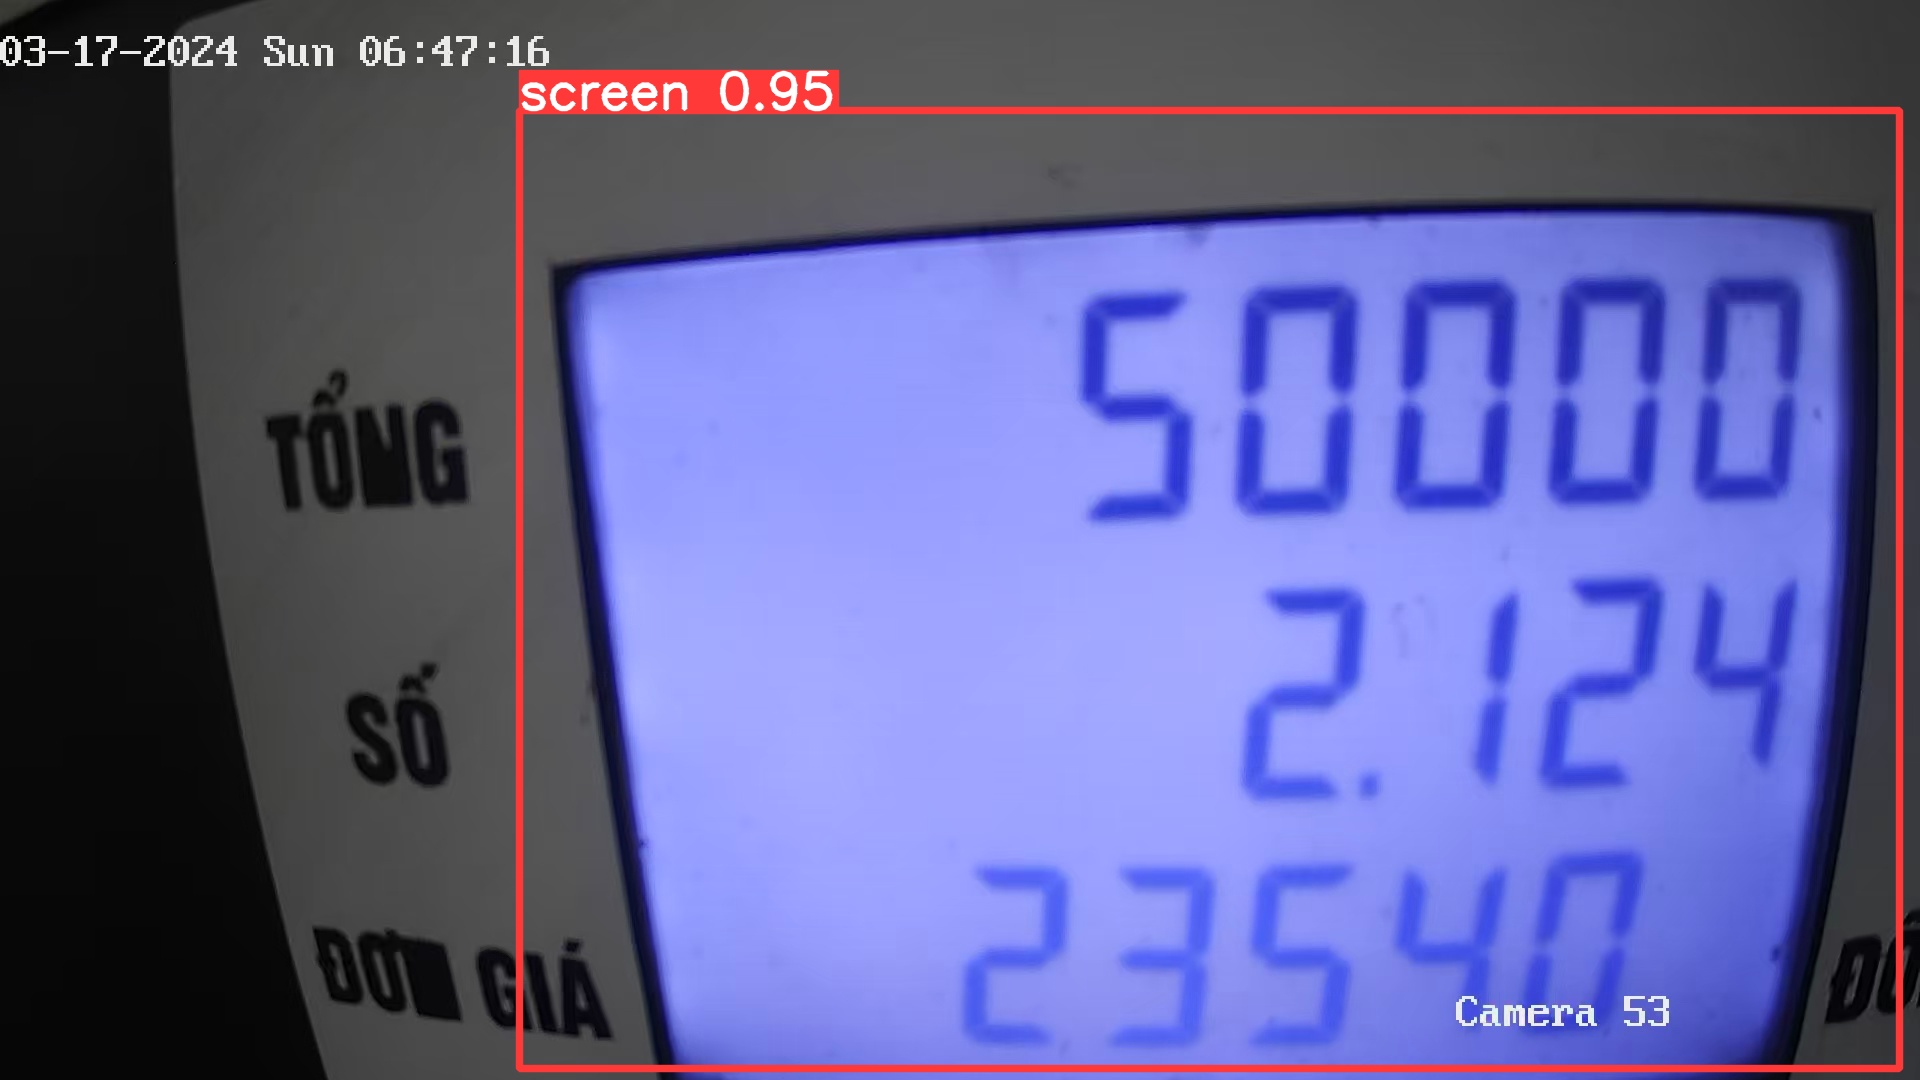 03-17-2024 Sun 06:47:16
screen 0.95
TỔNG 50000
SỐ 2.124
ĐƠN GIÁ 23540
Camera 53